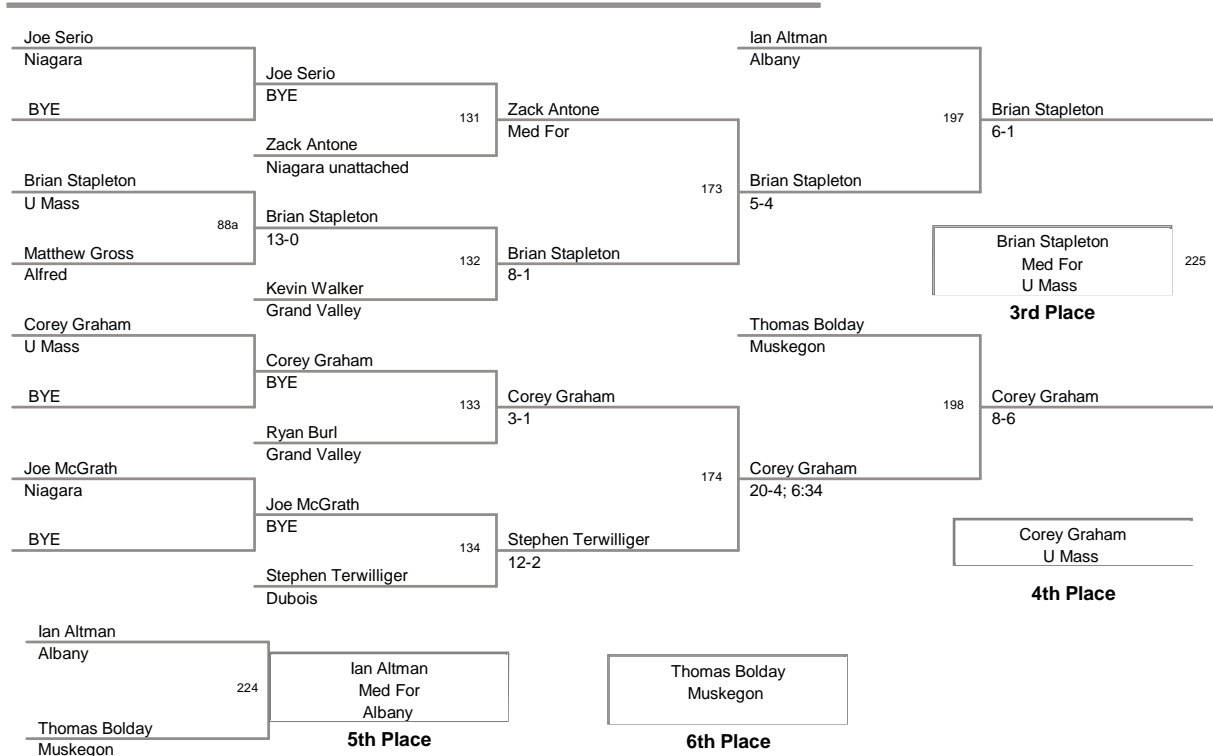 Joe Serio
Niagara
BYE
Brian Stapleton
U Mass
88a
Matthew Gross
Alfred
Corey Graham
U Mass
BYE
Joe McGrath
Niagara
BYE
Joe Serio
BYE
131
Zack Antone
Niagara unattached
Brian Stapleton
13-0
132
Kevin Walker
Grand Valley
Corey Graham
BYE
133
Ryan Burl
Grand Valley
Joe McGrath
BYE
134
Stephen Terwilliger
Dubois
Zack Antone
Med For
173
Brian Stapleton
8-1
Corey Graham
3-1
174
Stephen Terwilliger
12-2
Ian Altman
Albany
197
Brian Stapleton
5-4
Thomas Bolday
Muskegon
198
Corey Graham
20-4; 6:34
Brian Stapleton
6-1
Brian Stapleton
Med For
U Mass
225
3rd Place
Corey Graham
8-6
Corey Graham
U Mass
4th Place
Ian Altman
Albany
224
Thomas Bolday
Muskegon
Ian Altman
Med For
Albany
5th Place
Thomas Bolday
Muskegon
6th Place